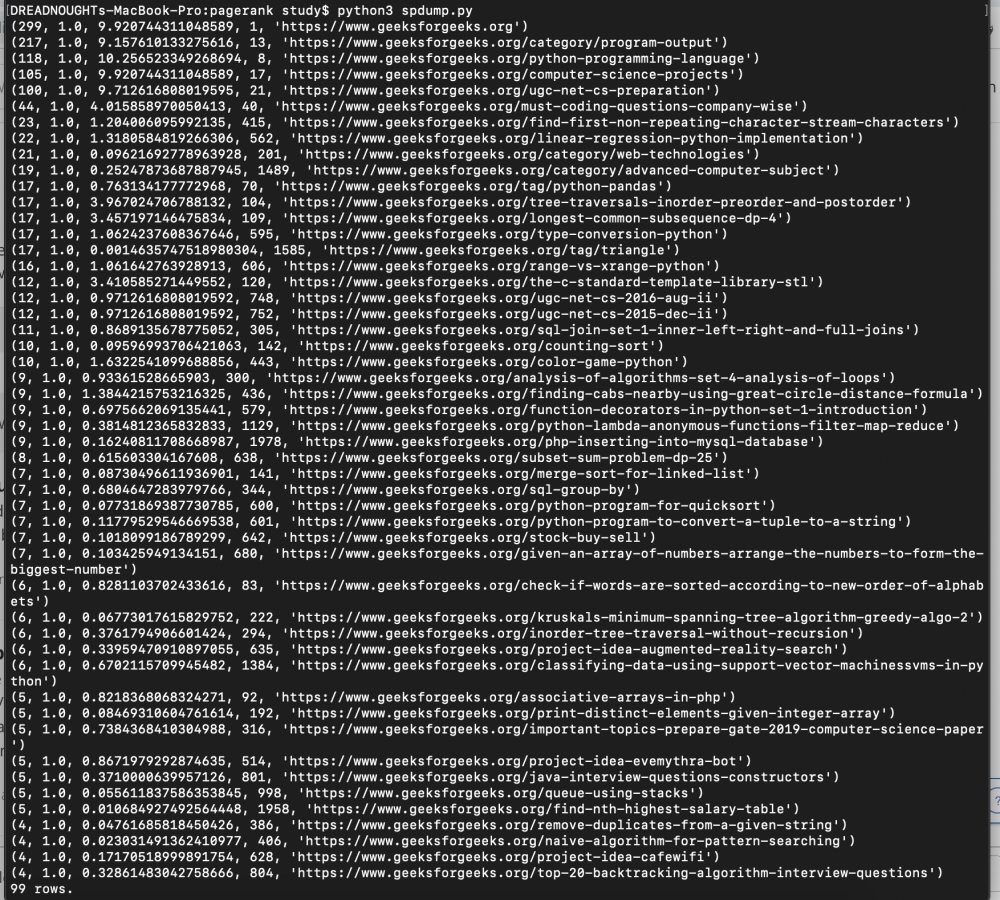 DREADNOUGHTs-MacBook-Pro:pagerank study$ python3 spdump.py
(299, 1.0, 9.920744311048589, 1, 'https://www.geeksforgeeks.org')
(217, 1.0, 9.157610133275616, 13, 'https://www.geeksforgeeks.org/category/program-output')
(118, 1.0, 10.256523349268694, 8, 'https://www.geeksforgeeks.org/python-programming-language')
(105, 1.0, 9.920744311048589, 17, 'https://www.geeksforgeeks.org/computer-science-projects')
(100, 1.0, 9.712616808019595, 21, 'https://www.geeksforgeeks.org/ugc-net-cs-preparation')
(44, 1.0, 4.015858970050413, 40, 'https://www.geeksforgeeks.org/must-coding-questions-company-wise')
(23, 1.0, 1.204006095992135, 415, 'https://www.geeksforgeeks.org/find-first-non-repeating-character-stream-characters')
(22, 1.0, 1.3180584819266306, 562, 'https://www.geeksforgeeks.org/linear-regression-python-implementation')
(21, 1.0, 0.09621692778963928, 201, 'https://www.geeksforgeeks.org/category/web-technologies')
(19, 1.0, 0.25247873687887945, 1489, 'https://www.geeksforgeeks.org/category/advanced-computer-subject')
(17, 1.0, 0.763134177772968, 70, 'https://www.geeksforgeeks.org/tag/python-pandas')
(17, 1.0, 3.967024706788132, 104, 'https://www.geeksforgeeks.org/tree-traversals-inorder-preorder-and-postorder')
(17, 1.0, 3.457197146475834, 109, 'https://www.geeksforgeeks.org/longest-common-subsequence-dp-4')
(17, 1.0, 1.0624237608367646, 595, 'https://www.geeksforgeeks.org/type-conversion-python')
(17, 1.0, 0.0014635747518980304, 1585, 'https://www.geeksforgeeks.org/tag/triangle')
(16, 1.0, 1.061642763928913, 606, 'https://www.geeksforgeeks.org/range-vs-xrange-python')
(12, 1.0, 3.410585271449552, 120, 'https://www.geeksforgeeks.org/the-c-standard-template-library-stl')
(12, 1.0, 0.9712616808019592, 748, 'https://www.geeksforgeeks.org/ugc-net-cs-2016-aug-ii')
(12, 1.0, 0.9712616808019592, 752, 'https://www.geeksforgeeks.org/ugc-net-cs-2015-dec-ii')
(11, 1.0, 0.8689135678775052, 305, 'https://www.geeksforgeeks.org/sql-join-set-1-inner-left-right-and-full-joins')
(10, 1.0, 0.09596993706421063, 142, 'https://www.geeksforgeeks.org/counting-sort')
(10, 1.0, 1.6322541099688856, 443, 'https://www.geeksforgeeks.org/color-game-python')
(9, 1.0, 0.93361528665903, 300, 'https://www.geeksforgeeks.org/analysis-of-algorithms-set-4-analysis-of-loops')
(9, 1.0, 1.3844215753216325, 436, 'https://www.geeksforgeeks.org/finding-cabs-nearby-using-great-circle-distance-formula')
(9, 1.0, 0.6975662069135441, 579, 'https://www.geeksforgeeks.org/function-decorators-in-python-set-1-introduction')
(9, 1.0, 0.3814812365832833, 1129, 'https://www.geeksforgeeks.org/python-lambda-anonymous-functions-filter-map-reduce')
(9, 1.0, 0.16240811708668987, 1978, 'https://www.geeksforgeeks.org/php-inserting-into-mysql-database')
(8, 1.0, 0.615603304167608, 638, 'https://www.geeksforgeeks.org/subset-sum-problem-dp-25')
(7, 1.0, 0.08730496611936901, 141, 'https://www.geeksforgeeks.org/merge-sort-for-linked-list')
(7, 1.0, 0.6804647283979766, 344, 'https://www.geeksforgeeks.org/sql-group-by')
(7, 1.0, 0.07731869387730785, 600, 'https://www.geeksforgeeks.org/python-program-for-quicksort')
(7, 1.0, 0.11779529546669538, 601, 'https://www.geeksforgeeks.org/python-program-to-convert-a-tuple-to-a-string')
(7, 1.0, 0.1018099186789299, 642, 'https://www.geeksforgeeks.org/stock-buy-sell')
(7, 1.0, 0.103425949134151, 680, 'https://www.geeksforgeeks.org/given-an-array-of-numbers-arrange-the-numbers-to-form-the-
biggest-number')
(6, 1.0, 0.8281103702433616, 83, 'https://www.geeksforgeeks.org/check-if-words-are-sorted-according-to-new-order-of-alphab
ets')
(6, 1.0, 0.06773017615829752, 222, 'https://www.geeksforgeeks.org/kruskals-minimum-spanning-tree-algorithm-greedy-algo-2')
(6, 1.0, 0.3761794906601424, 294, 'https://www.geeksforgeeks.org/inorder-tree-traversal-without-recursion')
(6, 1.0, 0.33959470910897055, 635, 'https://www.geeksforgeeks.org/project-idea-augmented-reality-search')
(6, 1.0, 0.6702115709945482, 1384, 'https://www.geeksforgeeks.org/classifying-data-using-support-vector-machinessvms-in-py
thon')
(5, 1.0, 0.8218368068324271, 92, 'https://www.geeksforgeeks.org/associative-arrays-in-php')
(5, 1.0, 0.08469310604761614, 192, 'https://www.geeksforgeeks.org/print-distinct-elements-given-integer-array')
(5, 1.0, 0.7384368410304988, 316, 'https://www.geeksforgeeks.org/important-topics-prepare-gate-2019-computer-science-paper
')
(5, 1.0, 0.8671979292874635, 514, 'https://www.geeksforgeeks.org/project-idea-evemythra-bot')
(5, 1.0, 0.3710000639957126, 801, 'https://www.geeksforgeeks.org/java-interview-questions-constructors')
(5, 1.0, 0.055611837586353845, 998, 'https://www.geeksforgeeks.org/queue-using-stacks')
(5, 1.0, 0.010684927492564448, 1958, 'https://www.geeksforgeeks.org/find-nth-highest-salary-table')
(4, 1.0, 0.04761685818450426, 386, 'https://www.geeksforgeeks.org/remove-duplicates-from-a-given-string')
(4, 1.0, 0.023031491362410977, 406, 'https://www.geeksforgeeks.org/naive-algorithm-for-pattern-searching')
(4, 1.0, 0.17170518999891754, 628, 'https://www.geeksforgeeks.org/project-idea-cafewifi')
(4, 1.0, 0.32861483042758666, 804, 'https://www.geeksforgeeks.org/top-20-backtracking-algorithm-interview-questions')
99 rows.